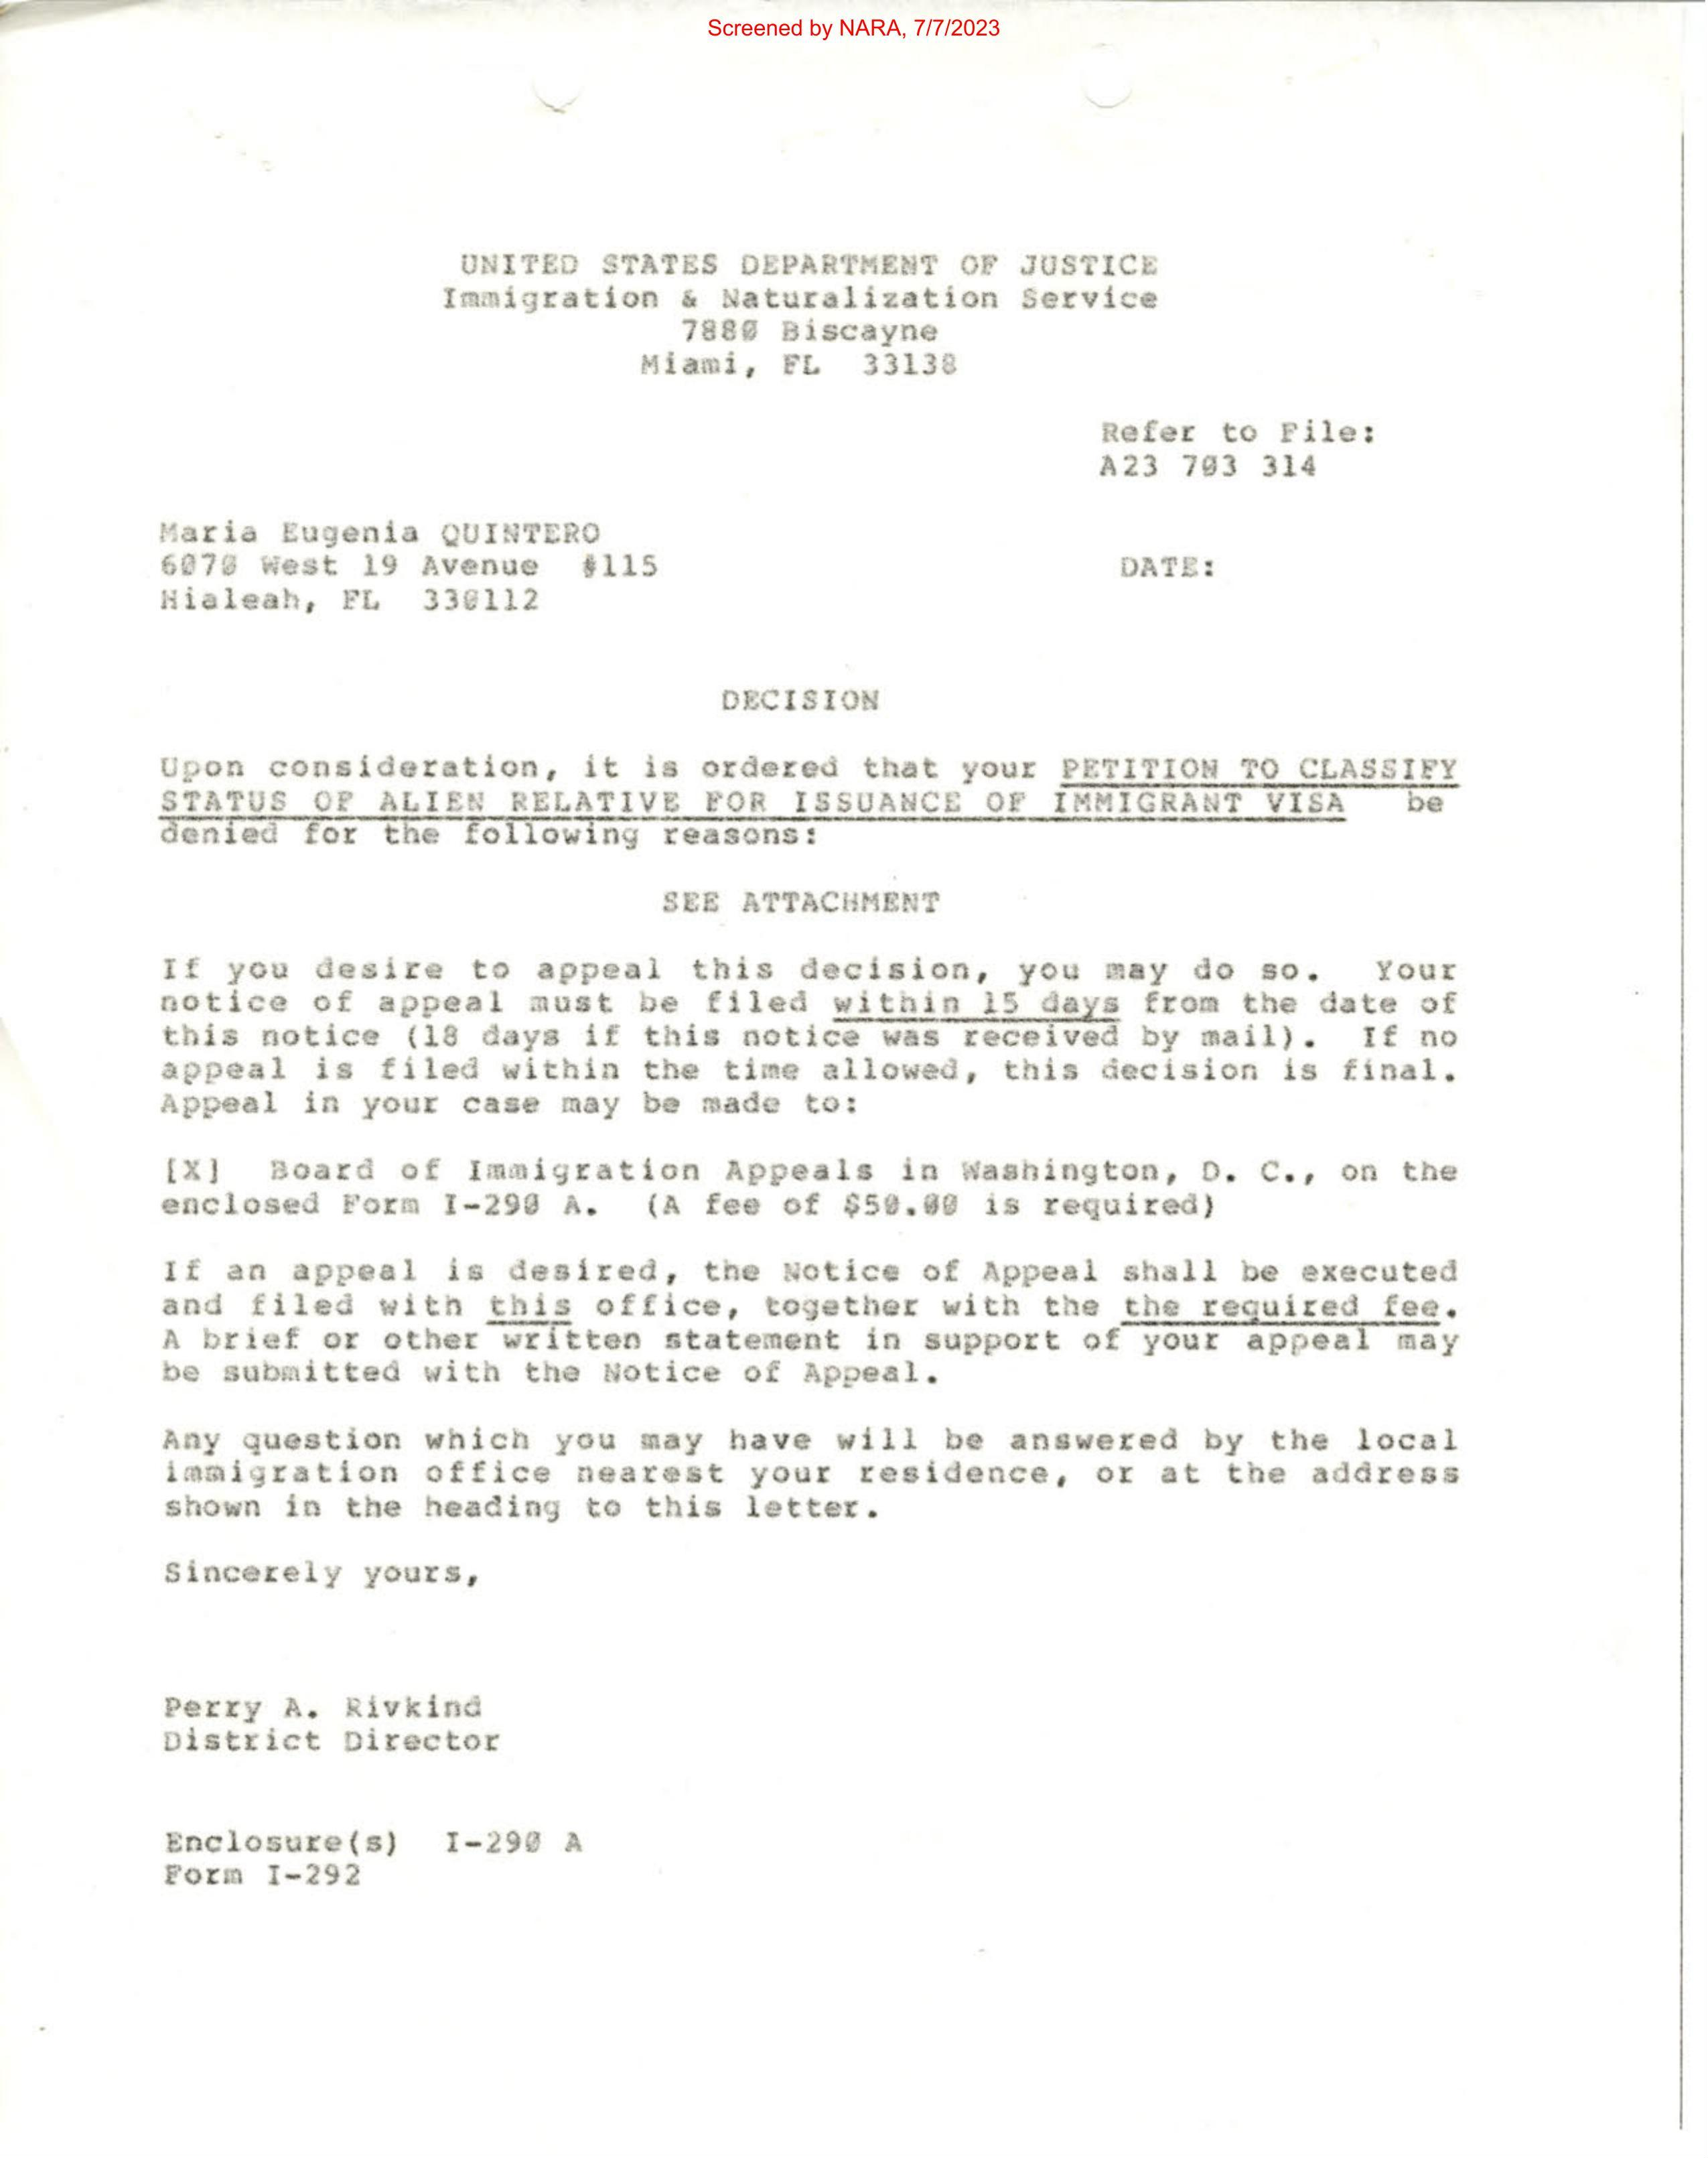 Screened by NARA, 7/7/2023
UNITED STATES DEPARTMENT OF JUSTICE
Immigration & Naturalization Service
7880 Biscayne
Miami, FL 33138
Refer to File:
A23 703 314
Maria Eugenia QUINTERO
6070 West 19 Avenue #115
DATE:
Hialeah, FL 330112
DECISION
Upon consideration, it is ordered that your PETITION TO CLASSIFY
STATUS OF ALIEN RELATIVE FOR ISSUANCE OF IMMIGRANT VISA be
denied for the following reasons:
SEE ATTACHMENT
If you desire to appeal this decision, you may do so. Your
notice of appeal must be filed within 15 days from the date of
this notice (18 days if this notice was received by mail). If no
appeal is filed within the time allowed, this decision is final.
Appeal in your case may be made to:
[X] Board of Immigration Appeals in Washington, D. C., on the
enclosed Form I-290 A. (A fee of $50.00 is required)
If an appeal is desired, the Notice of Appeal shall be executed
and filed with this office, together with the the required fee.
A brief or other written statement in support of your appeal may
be submitted with the Notice of Appeal.
Any question which you may have will be answered by the local
immigration office nearest your residence, or at the address
shown in the heading to this letter.
Sincerely yours,
Perry A. Rivkind
District Director
Enclosure(s) I-290 A
Form I-292